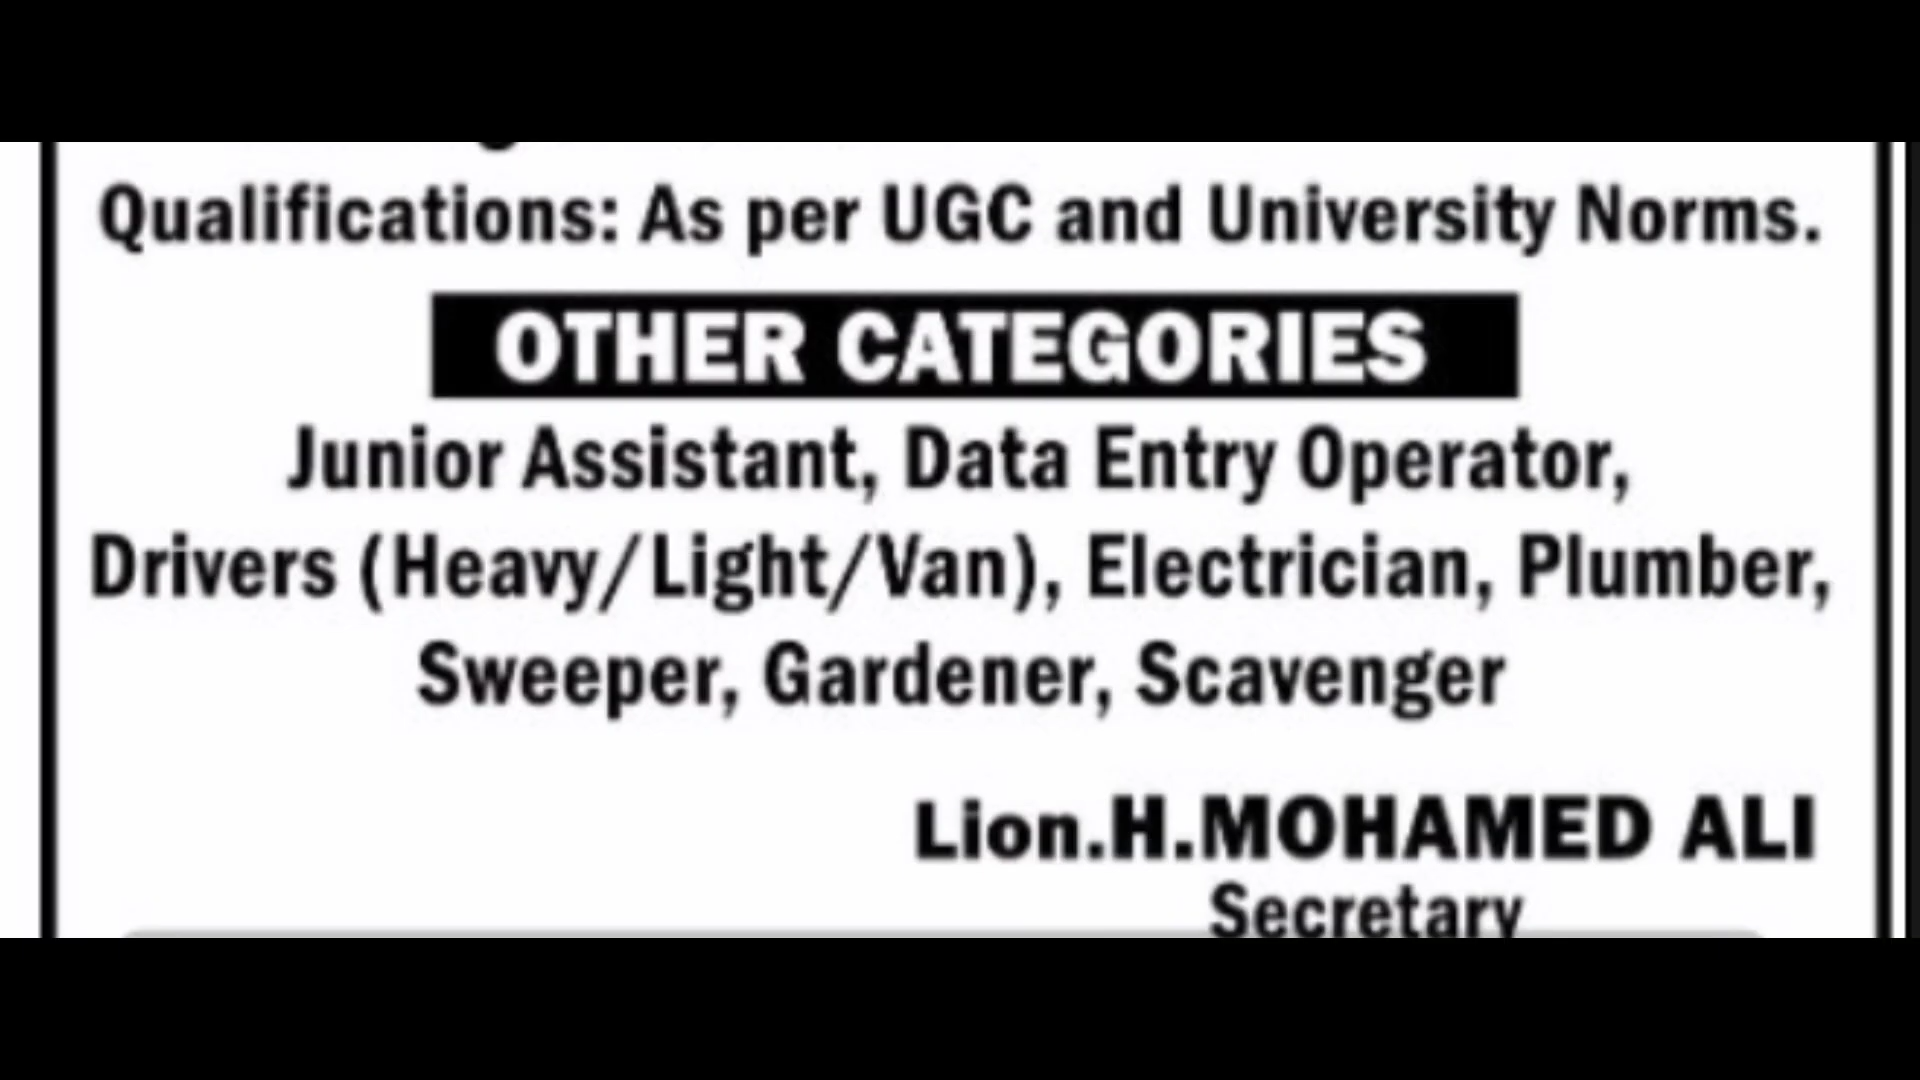 Qualifications: As per UGC and University Norms.
OTHER CATEGORIES
Junior Assistant, Data Entry Operator,
Drivers (Heavy/Light/Van), Electrician, Plumber,
Sweeper, Gardener, Scavenger
Lion.H.MOHAMED ALI
Secretary